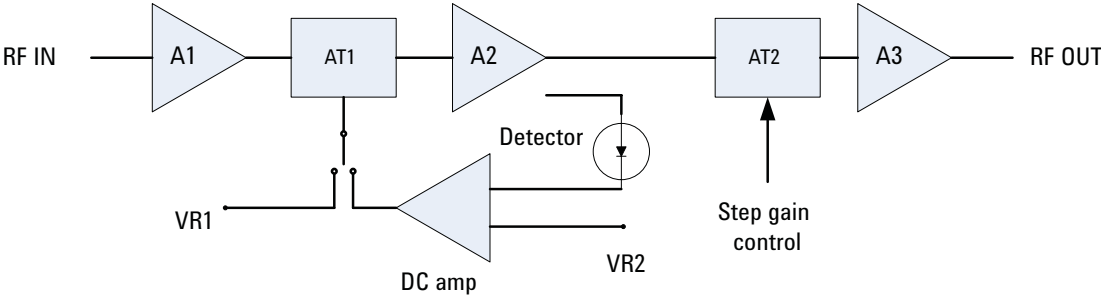 RF IN
A1
AT1
A2
AT2
A3
RF OUT
Detector
VR1
Step gain
control
VR2
DC amp